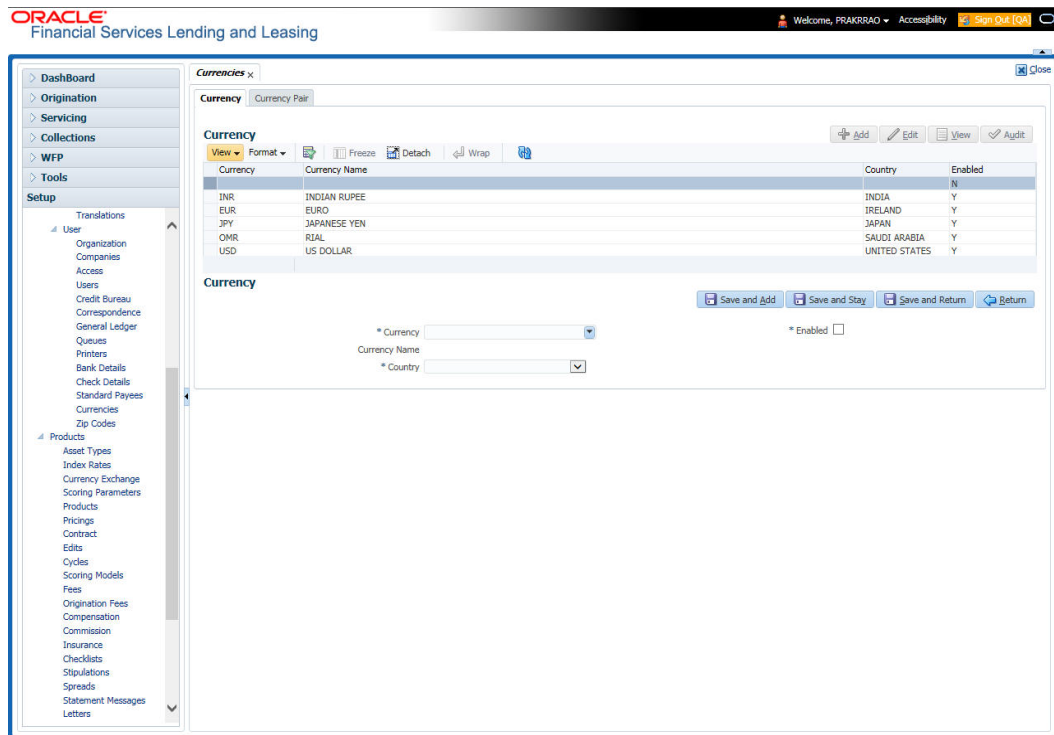 ORACLE
Financial Services Lending and Leasing
Welcome, PRAKRRAO Accessibility Sign Out [QA]
Close
DashBoard
Origination
Servicing
Collections
WFP
Tools
Setup
Translations
User
Organization
Companies
Access
Users
Credit Bureau
Correspondence
General Ledger
Queues
Printers
Bank Details
Check Details
Standard Payees
Currencies
Zip Codes
Products
Asset Types
Index Rates
Currency Exchange
Scoring Parameters
Products
Pricings
Contract
Edits
Cycles
Scoring Models
Fees
Origination Fees
Compensation
Commission
Insurance
Checklists
Stipulations
Spreads
Statement Messages
Letters
Currencies
Currency Currency Pair
Currency
Add Edit View Audit
View Format Freeze Detach Wrap
Currency Currency Name Country Enabled
N
INR INDIAN RUPEE INDIA Y
EUR EURO IRELAND Y
JPY JAPANESE YEN JAPAN Y
OMR RIAL SAUDI ARABIA Y
USD US DOLLAR UNITED STATES Y
Currency
Save and Add Save and Stay Save and Return Return
* Currency
* Enabled
Currency Name
* Country